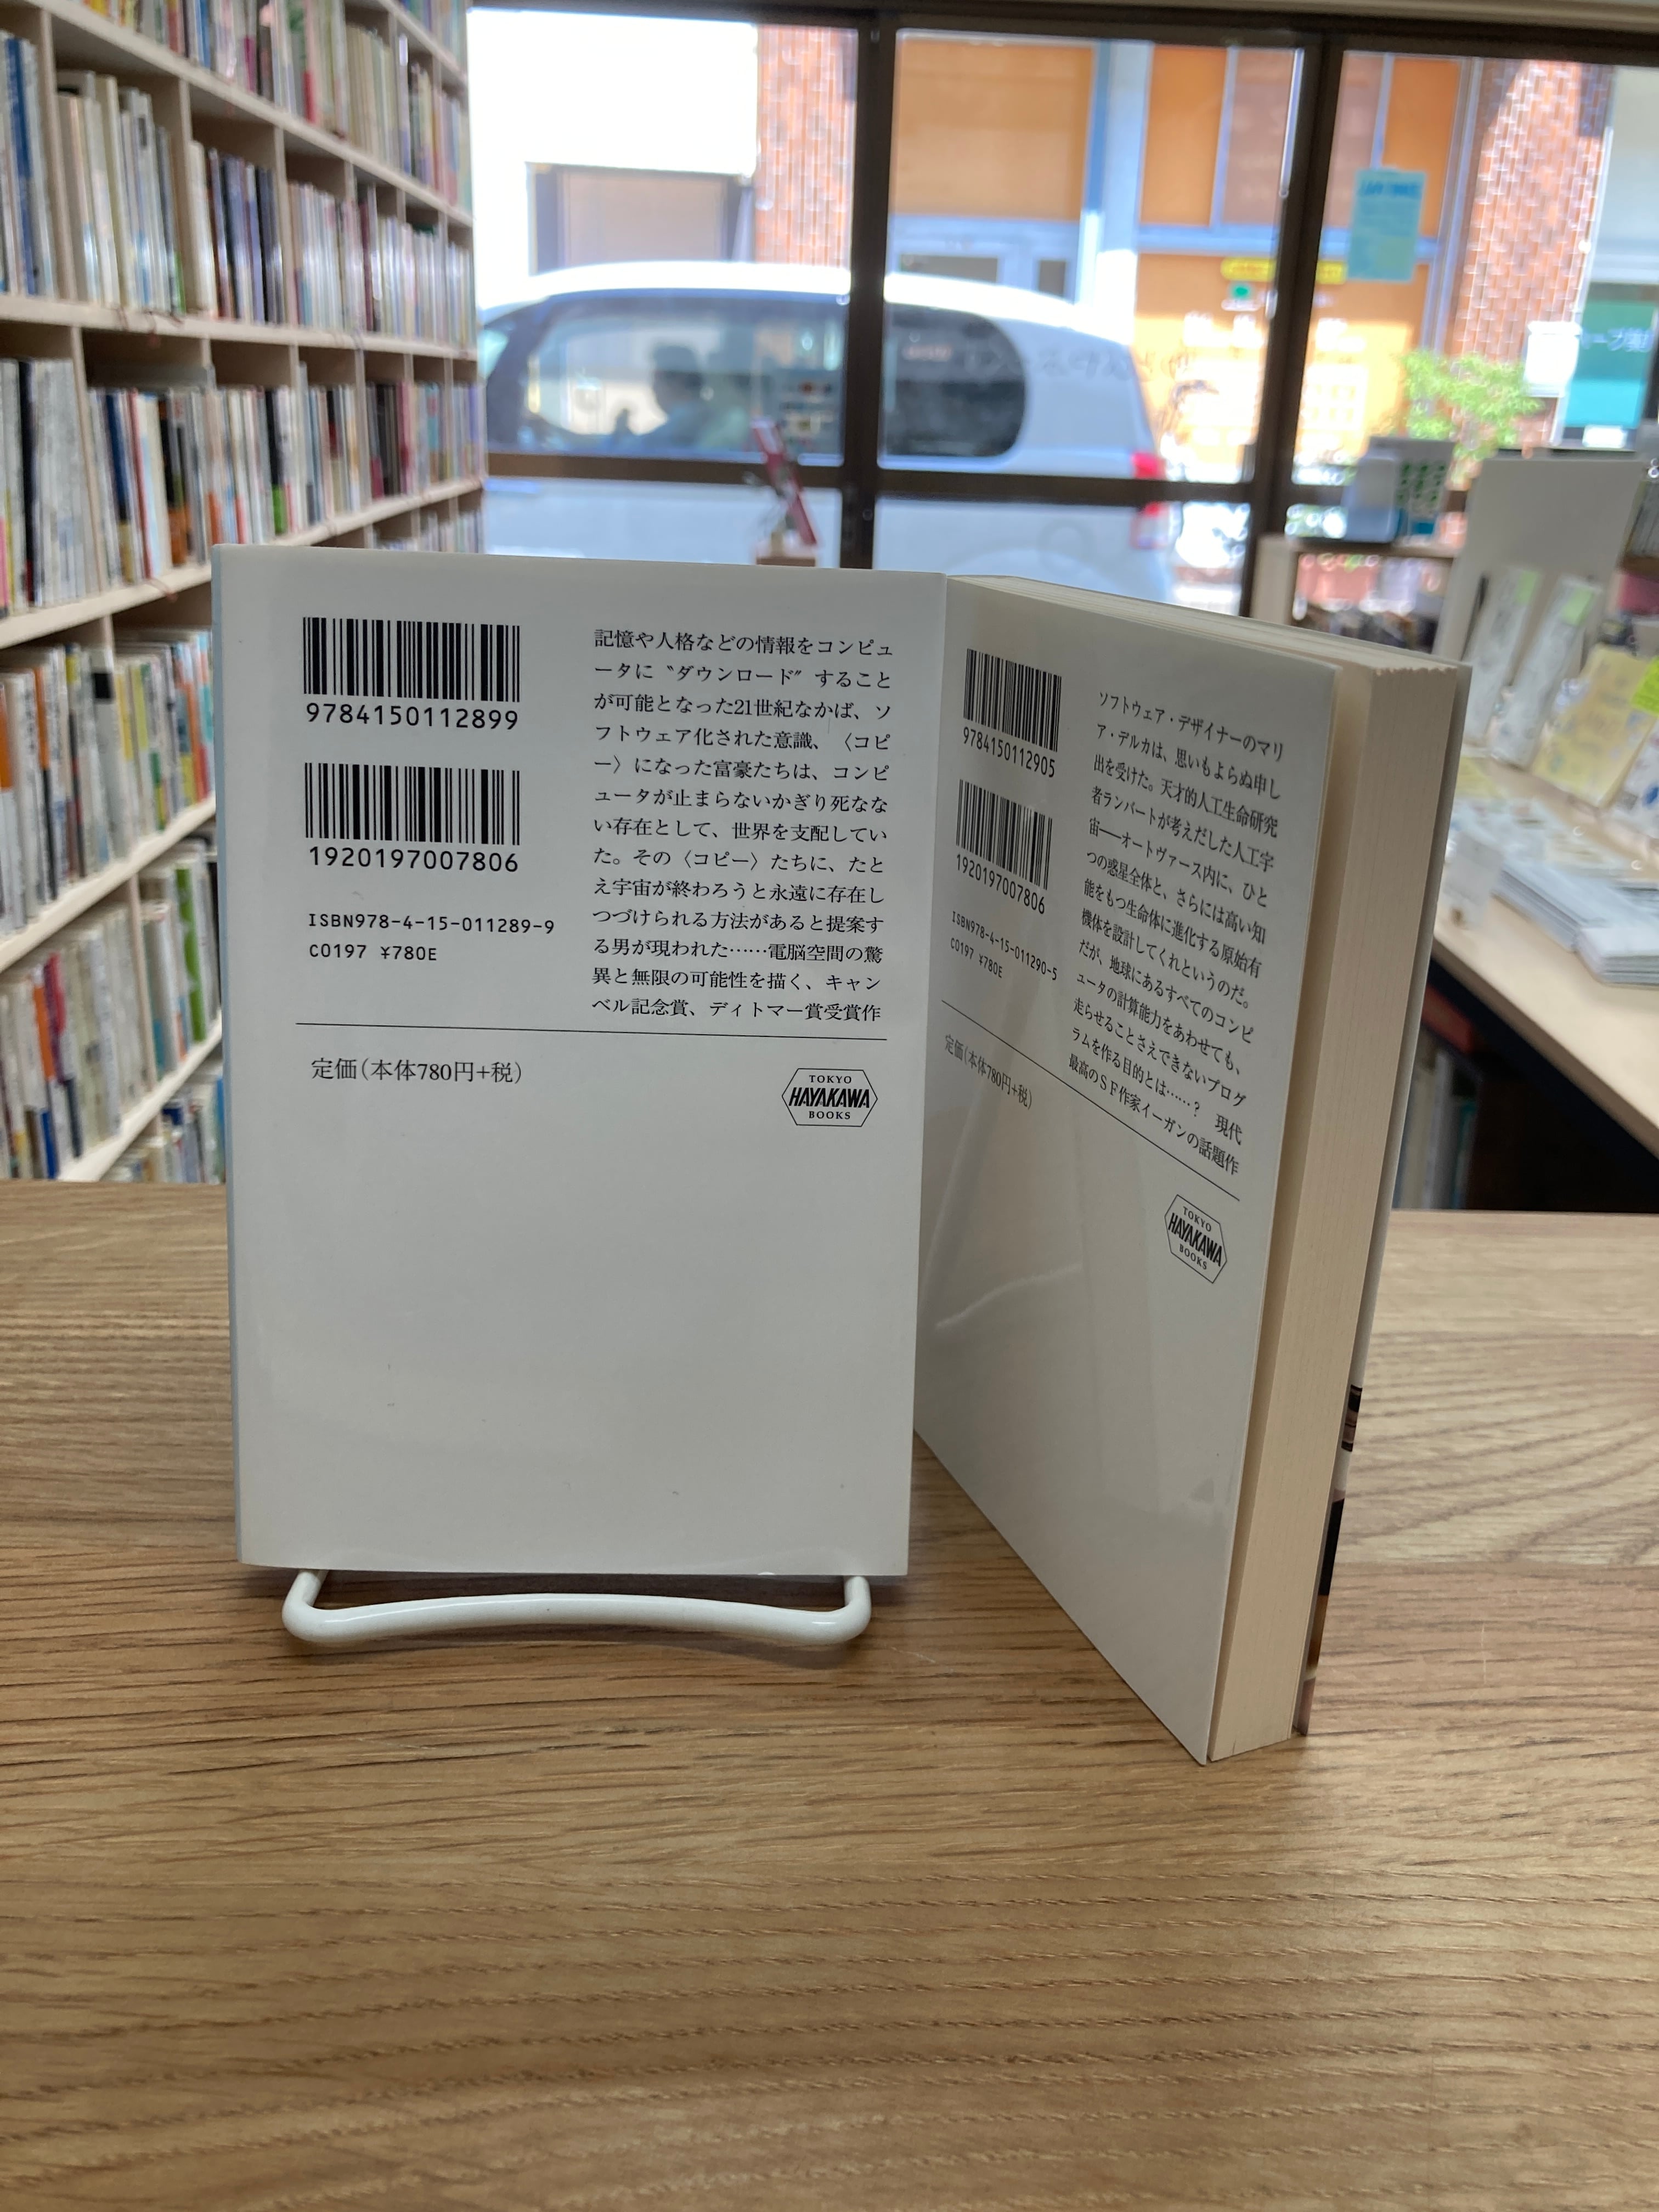 9784150112899
1920197007806
ISBN978-4-15-011289-9
C0197 ¥780E
記憶や人格などの情報をコンピュ
ータに〝ダウンロード〟すること
が可能となった21世紀なかば、ソ
フトウェア化された意識、〈コピ
ー〉になった富豪たちは、コンピ
ュータが止まらないかぎり死なな
い存在として、世界を支配してい
た。その〈コピー〉たちに、たと
え宇宙が終わろうと永遠に存在し
つづけられる方法があると提案す
る男が現われた……電脳空間の驚
異と無限の可能性を描く、キャン
ベル記念賞、ディトマー賞受賞作
定価(本体780円+税)
TOKYO
HAYAKAWA
BOOKS
9784150112905
1920197007806
ISBN978-4-15-011290-5
C0197 ¥780E
ソフトウェア・デザイナーのマリ
ア・デルカは、思いもよらぬ申し
出を受けた。天才的人工生命研究
者ランバートが考えだした人工宇
宙──オートヴァース内に、ひと
つの惑星全体と、さらには高い知
能をもつ生命体に進化する原始有
機体を設計してくれというのだ。
だが、地球にあるすべてのコンピ
ュータの計算能力をあわせても、
走らせることさえできないプログ
ラムを作る目的とは……？　現代
最高のＳＦ作家イーガンの話題作
定価(本体780円+税)
TOKYO
HAYAKAWA
BOOKS